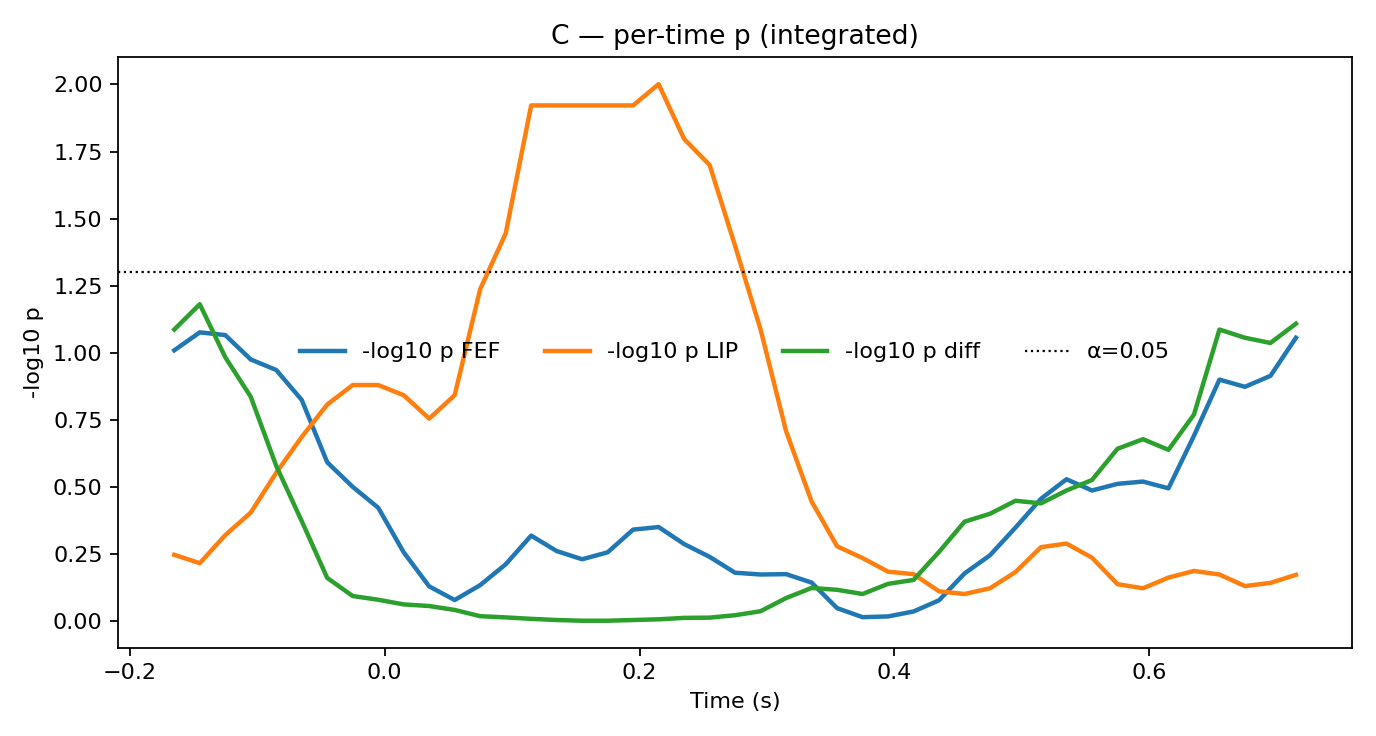 C — per-time p (integrated)
2.00
1.75
1.50
1.25
1.00
0.75
0.50
0.25
0.00
-log10 p
-log10 p FEF -log10 p LIP -log10 p diff α=0.05
−0.2 0.0 0.2 0.4 0.6
Time (s)